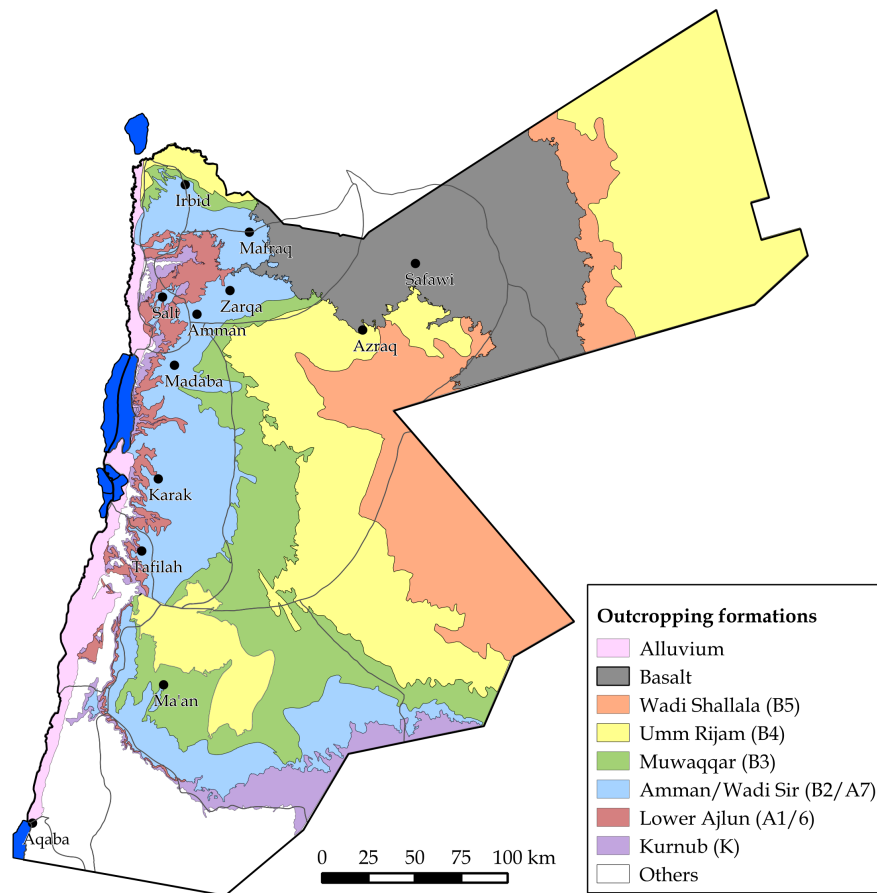 Irbid
Mafraq
Safawi
Salt
Zarqa
Amman
Azraq
Madaba
Karak
Tafilah
Ma'an
Aqaba
Outcropping formations
Alluvium
Basalt
Wadi Shallala (B5)
Umm Rijam (B4)
Muwaqqar (B3)
Amman/Wadi Sir (B2/A7)
Lower Ajlun (A1/6)
Kurnub (K)
Others
0 25 50 75 100 km